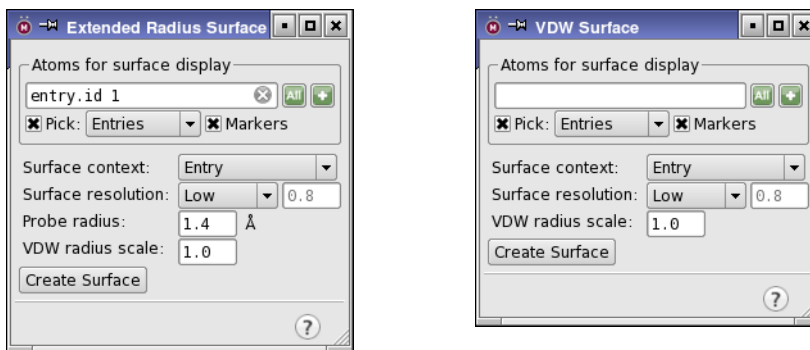 Extended Radius Surface
Atoms for surface display
entry.id 1
All
Pick: Entries Markers
Surface context: Entry
Surface resolution: Low 0.8
Probe radius: 1.4 Å
VDW radius scale: 1.0
Create Surface
?
VDW Surface
Atoms for surface display
All
Pick: Entries Markers
Surface context: Entry
Surface resolution: Low 0.8
VDW radius scale: 1.0
Create Surface
?